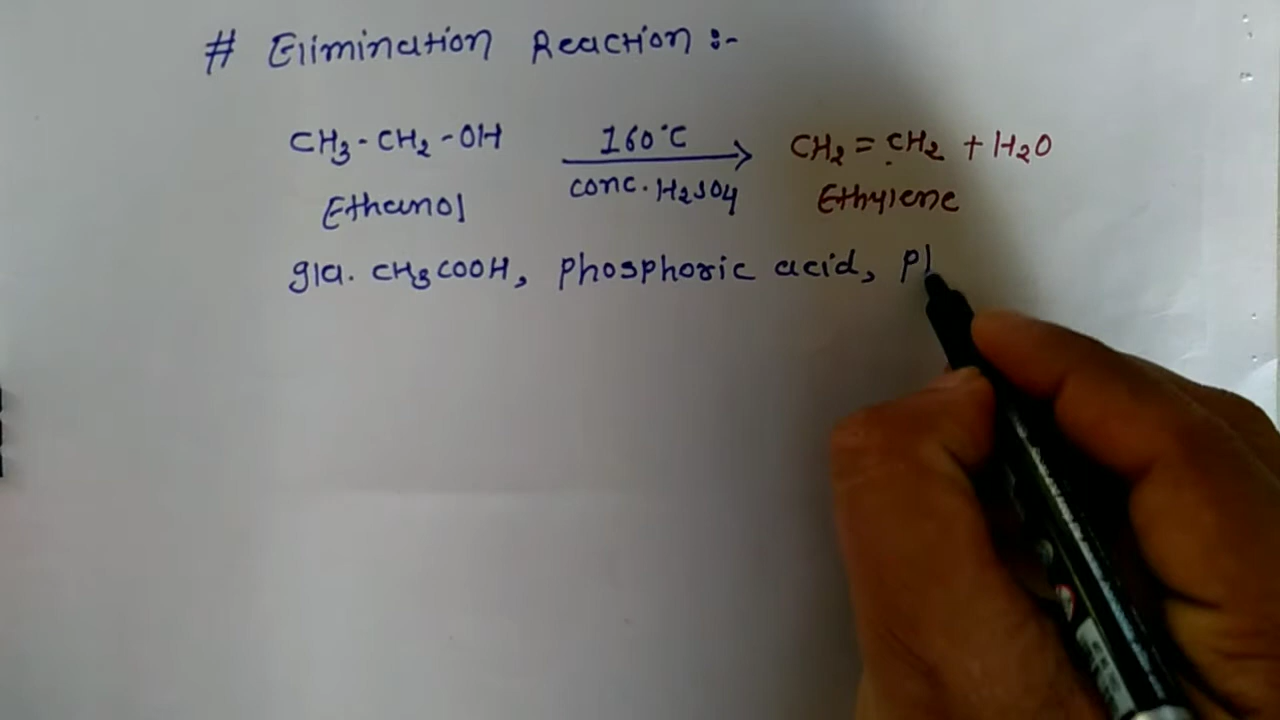 # Elimination Reaction :-
CH3-CH2-OH 160°C CH2=CH2 + H2O
conc. H2SO4
Ethanol Ethylene
gla. CH3COOH, phosphoric acid,